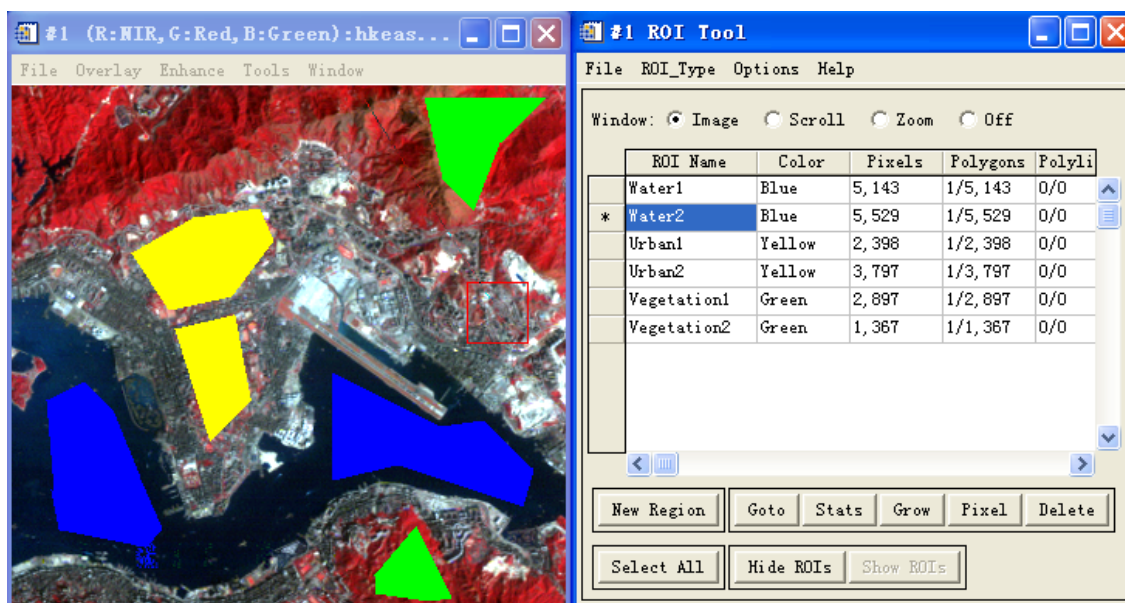 #1 (R:NIR,G:Red,B:Green):hkeas...
File Overlay Enhance Tools Window
#1 ROI Tool
File ROI_Type Options Help
Window: Image Scroll Zoom Off
ROI Name Color Pixels Polygons Polyli
Water1 Blue 5,143 1/5,143 0/0
* Water2 Blue 5,529 1/5,529 0/0
Urban1 Yellow 2,398 1/2,398 0/0
Urban2 Yellow 3,797 1/3,797 0/0
Vegetation1 Green 2,897 1/2,897 0/0
Vegetation2 Green 1,367 1/1,367 0/0
New Region Goto Stats Grow Pixel Delete
Select All Hide ROIs Show ROIs